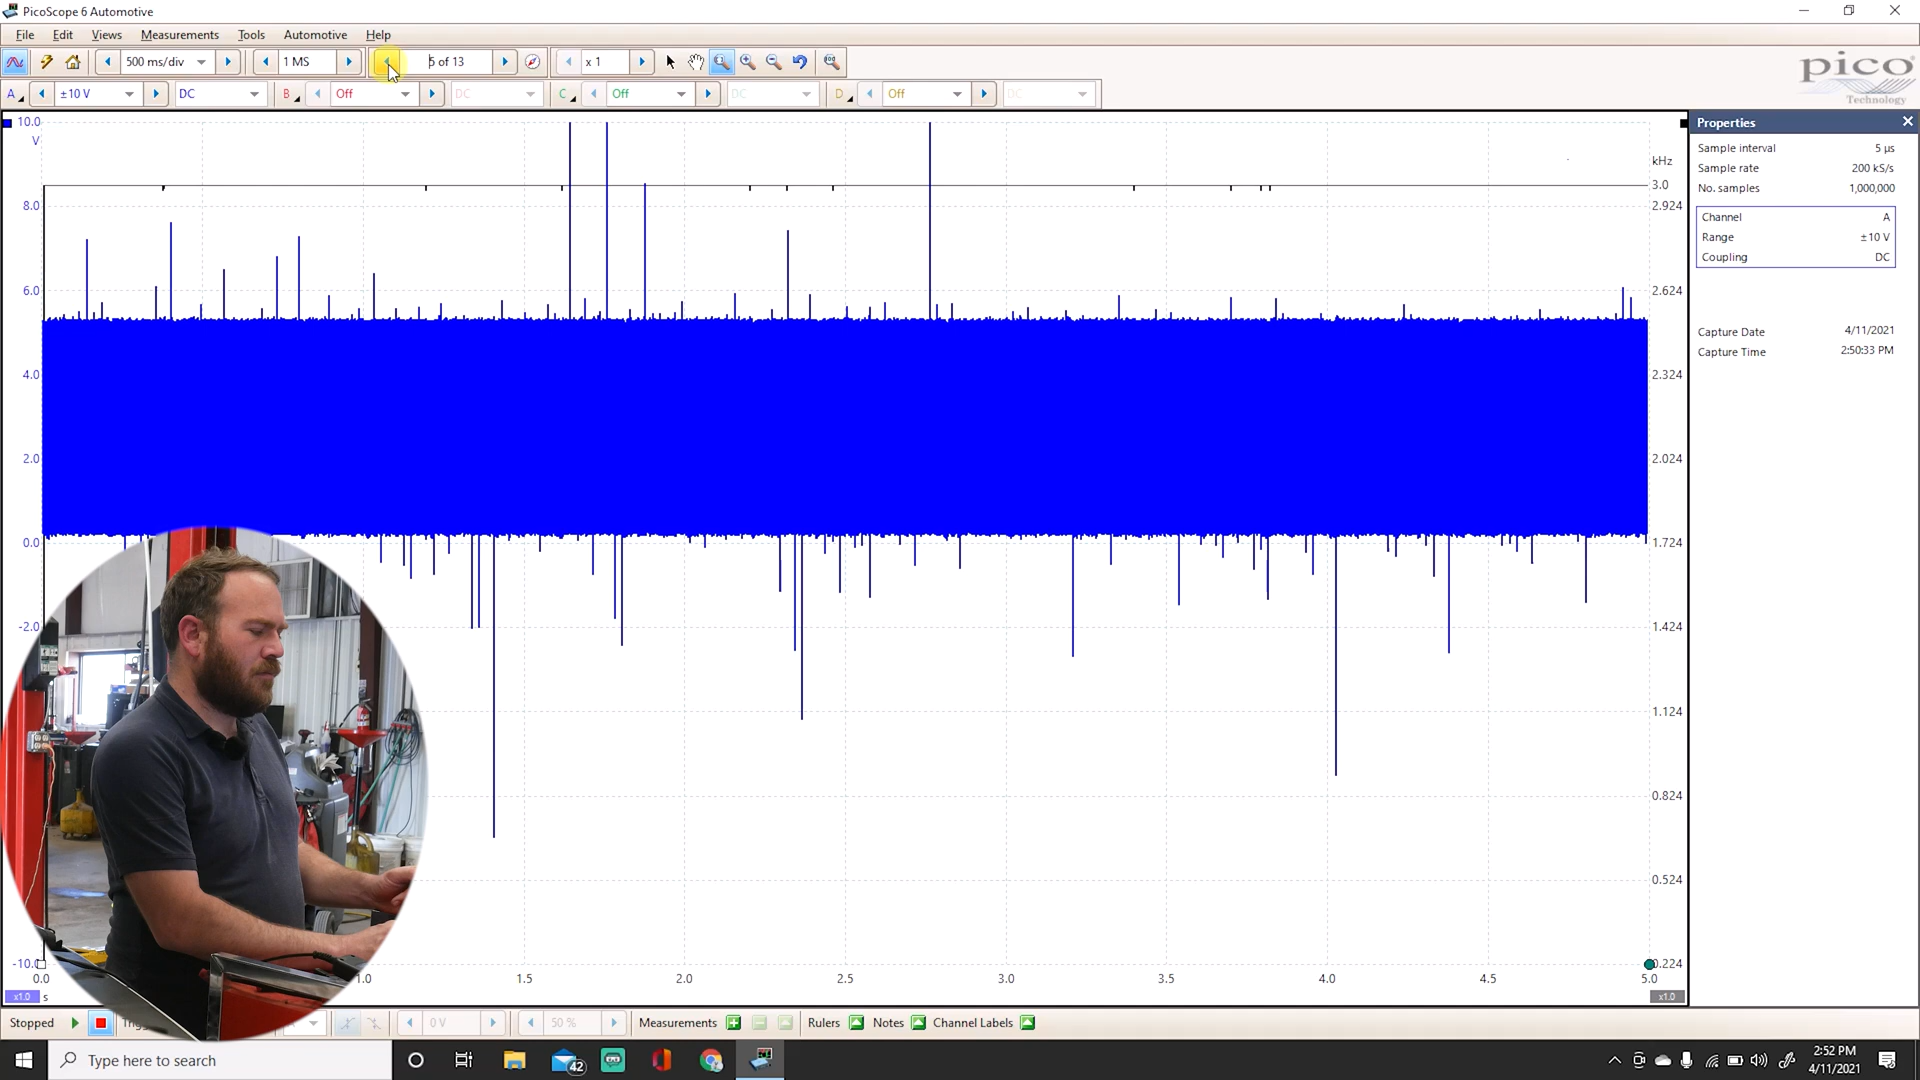 PicoScope 6 Automotive
File Edit Views Measurements Tools Automotive Help
500 ms/div 1 MS 5 of 13 x 1
A ±10 V DC B Off DC C Off DC D Off DC
pico
Technology
10.0
V
8.0
6.0
4.0
2.0
0.0
-2.0
-10.0
0.0 1.0 1.5 2.0 2.5 3.0 3.5 4.0 4.5 5.0
x1.0 s
kHz
3.0
2.924
2.624
2.324
2.024
1.724
1.424
1.124
0.824
0.524
0.224
x1.0
Properties
Sample interval 5 µs
Sample rate 200 kS/s
No. samples 1,000,000
Channel A
Range ±10 V
Coupling DC
Capture Date 4/11/2021
Capture Time 2:50:33 PM
Stopped 0 V 50 % Measurements Rulers Notes Channel Labels
Type here to search
42
2:52 PM
4/11/2021